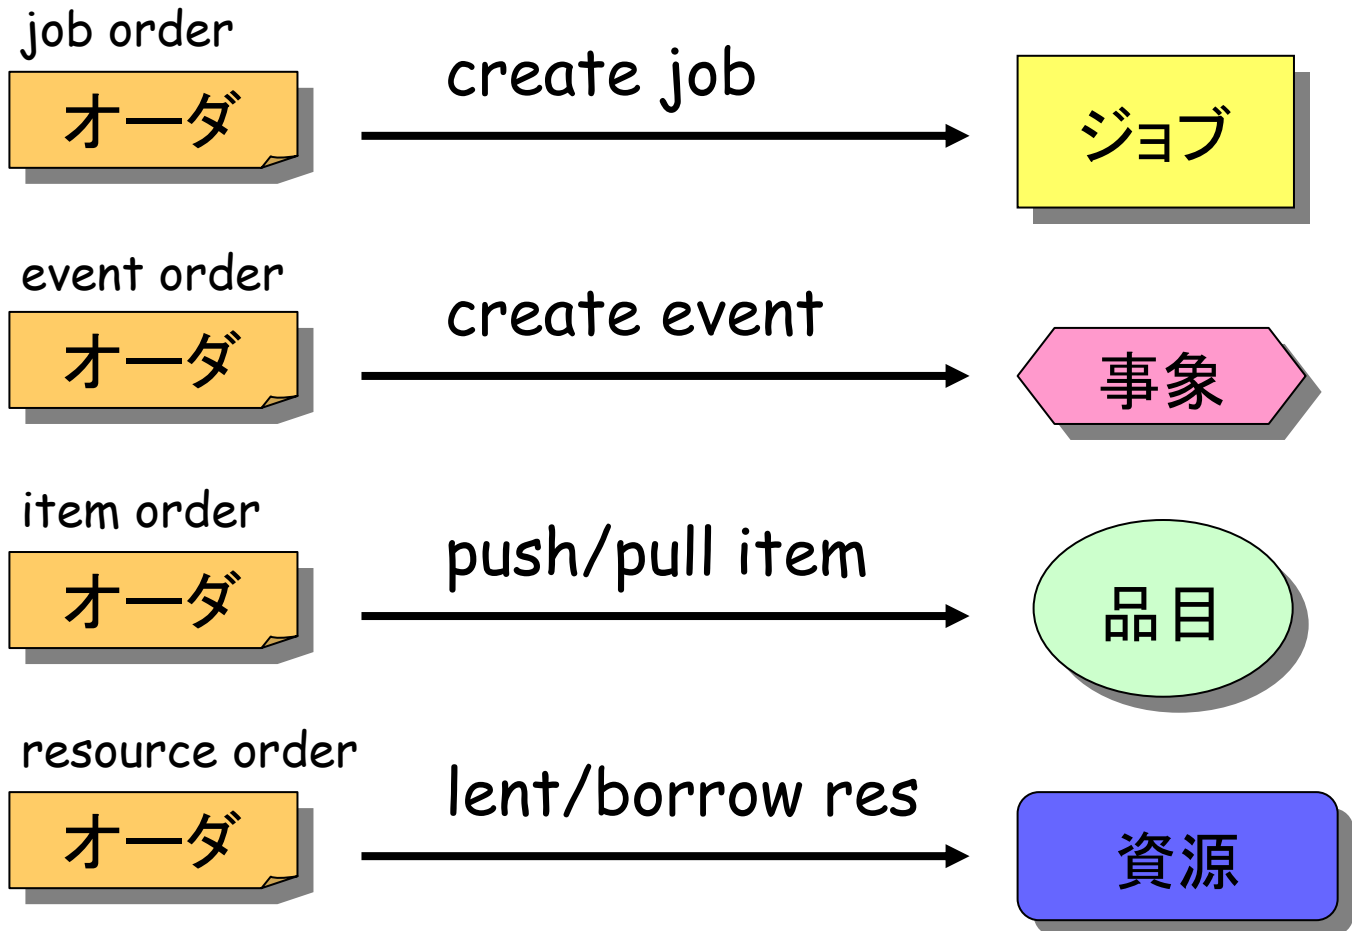 job order
オーダ
create job
ジョブ
event order
オーダ
create event
事象
item order
オーダ
push/pull item
品目
resource order
オーダ
lent/borrow res
資源